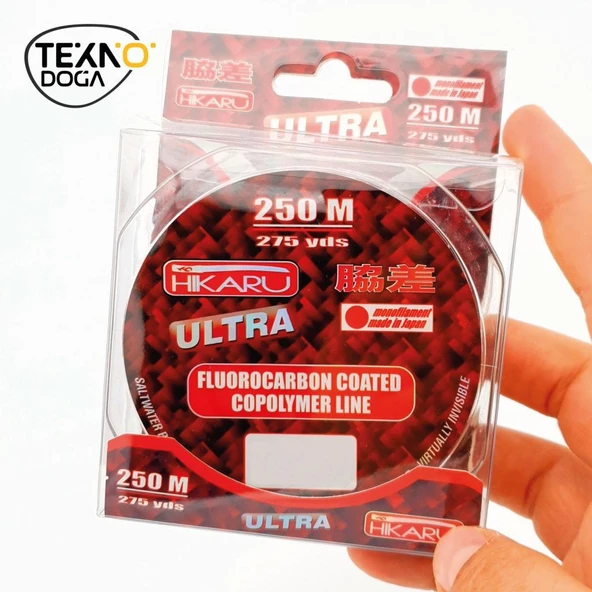 TEXNO
DOGA
脇差
HIKARU
ULTRA
monofilament
made in Japan
250 M
275 yds
250 M
275 yds
HIKARU
脇差
ULTRA
monofilament
made in Japan
FLUOROCARBON COATED
COPOLYMER LINE
SALTWATER
VIRTUALLY INVISIBLE
250 M
275 yds
ULTRA
HIKARU